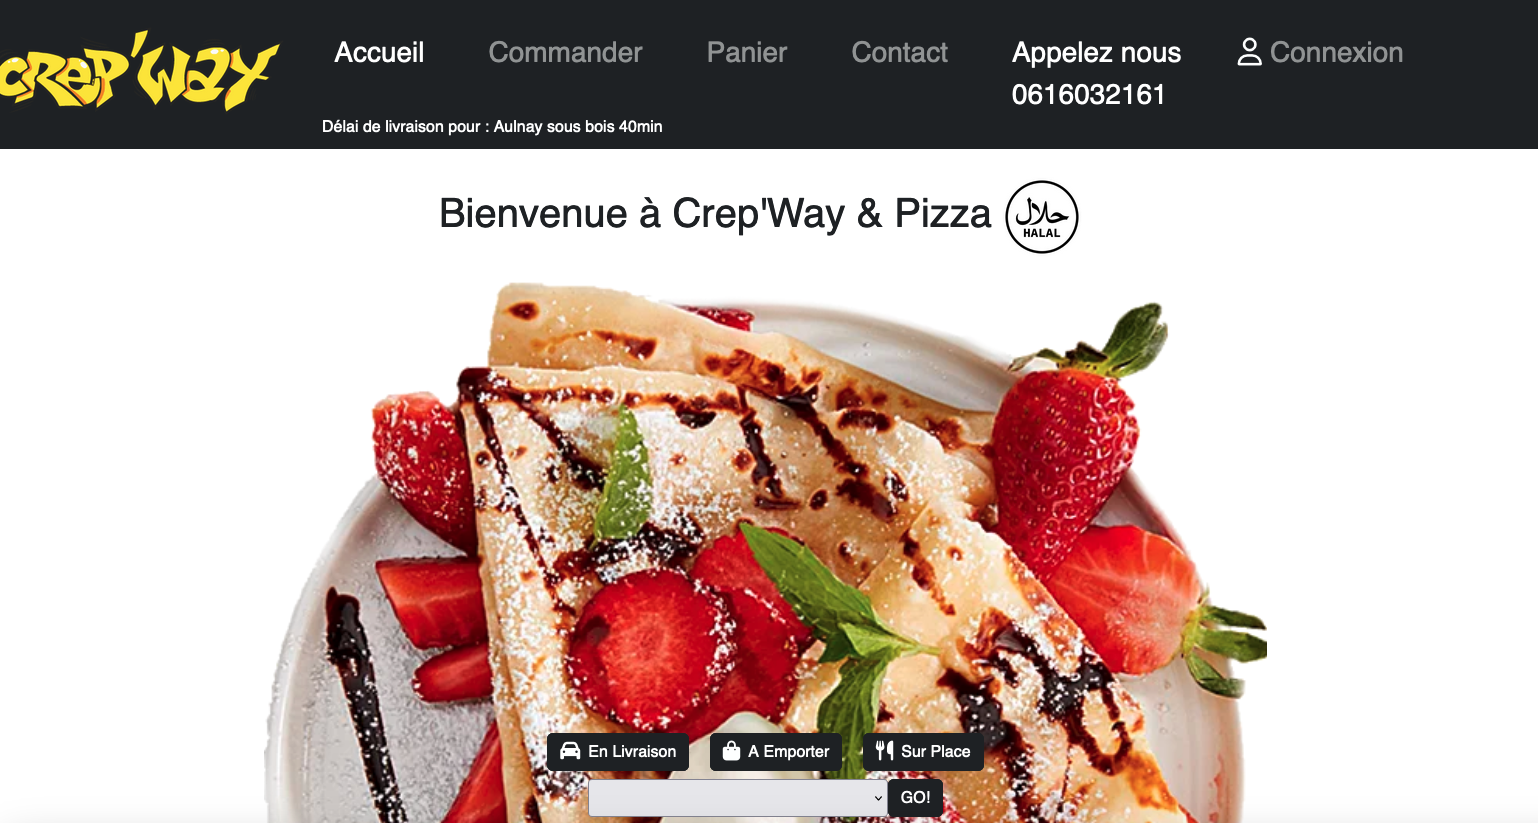 Crep'Way
Accueil Commander Panier Contact Appelez nous Connexion
0616032161
Délai de livraison pour : Aulnay sous bois 40min
Bienvenue à Crep'Way & Pizza
حلال
HALAL
En Livraison A Emporter Sur Place
GO!